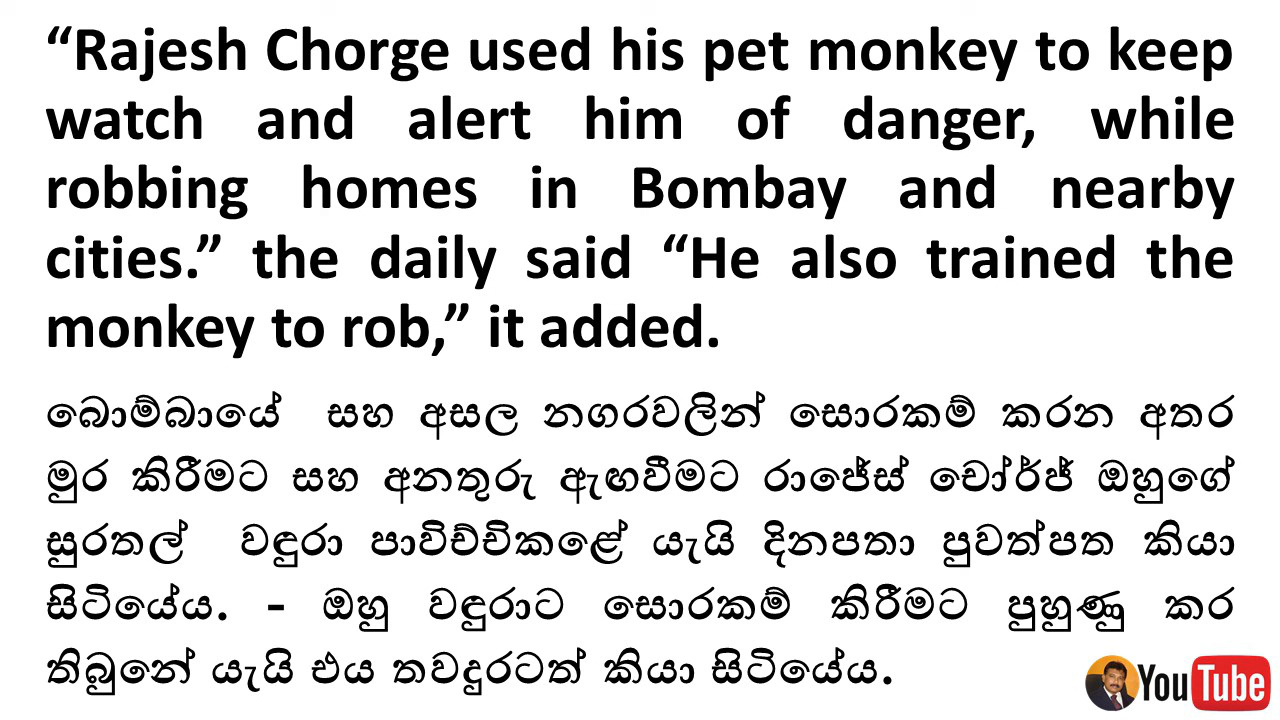 “Rajesh Chorge used his pet monkey to keep
watch and alert him of danger, while
robbing homes in Bombay and nearby
cities.” the daily said “He also trained the
monkey to rob,” it added.
බොම්බායේ සහ අසල නගරවලින් සොරකම් කරන අතර
මුර කිරීමට සහ අනතුරු ඇඟවීමට රාජේස් චෝර්ජ් ඔහුගේ
සුරතල් වඳුරා පාවිච්චිකළේ යැයි දිනපතා පුවත්පත කියා
සිටියේය. - ඔහු වඳුරාට සොරකම් කිරීමට පුහුණු කර
තිබුනේ යැයි එය තවදුරටත් කියා සිටියේය.
YouTube